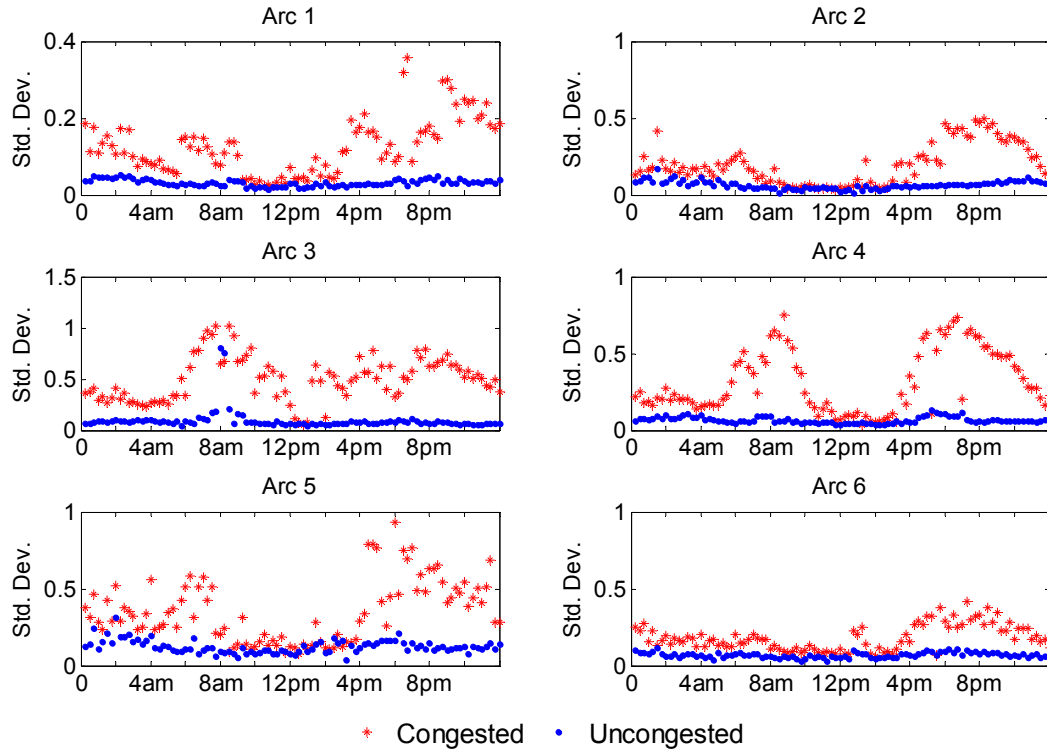 Arc 1
Std. Dev.
0.4
0.2
0
0 4am 8am 12pm 4pm 8pm
Arc 2
Std. Dev.
1
0.5
0
0 4am 8am 12pm 4pm 8pm
Arc 3
Std. Dev.
1.5
1
0.5
0
0 4am 8am 12pm 4pm 8pm
Arc 4
Std. Dev.
1
0.5
0
0 4am 8am 12pm 4pm 8pm
Arc 5
Std. Dev.
1
0.5
0
0 4am 8am 12pm 4pm 8pm
Arc 6
Std. Dev.
1
0.5
0
0 4am 8am 12pm 4pm 8pm
Congested Uncongested